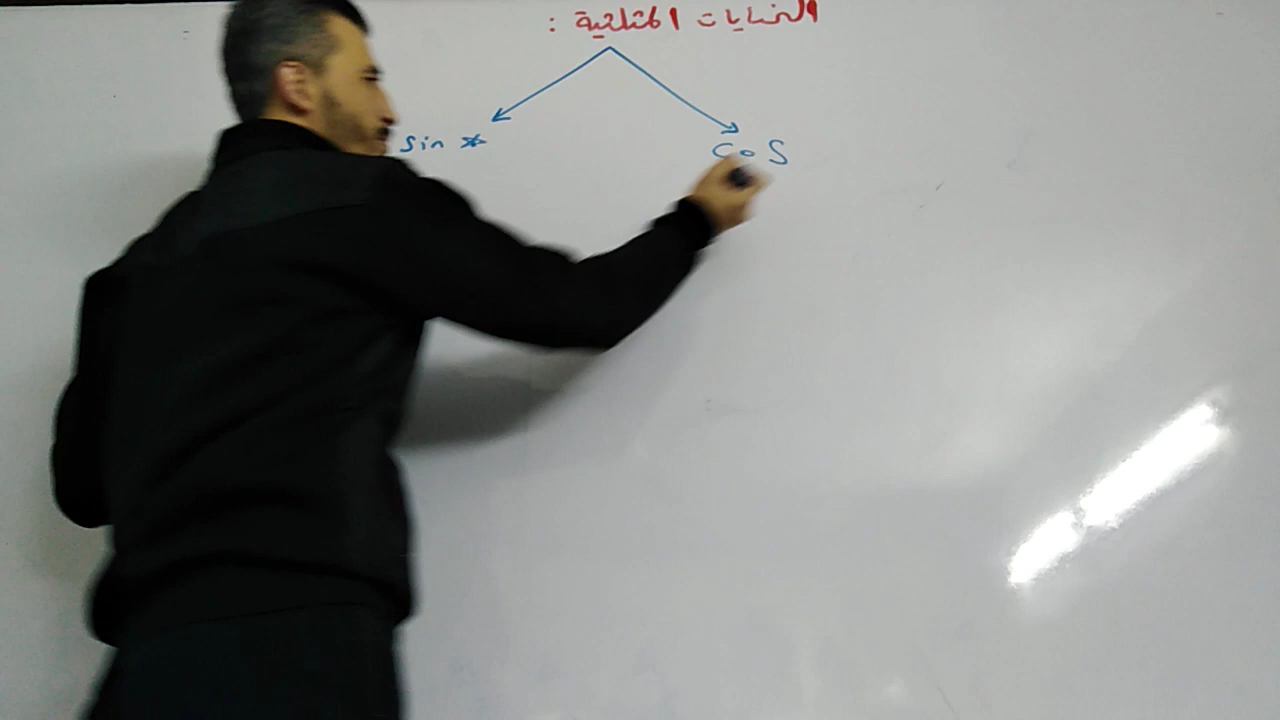 النهايات المثلثية :
sin *
cos